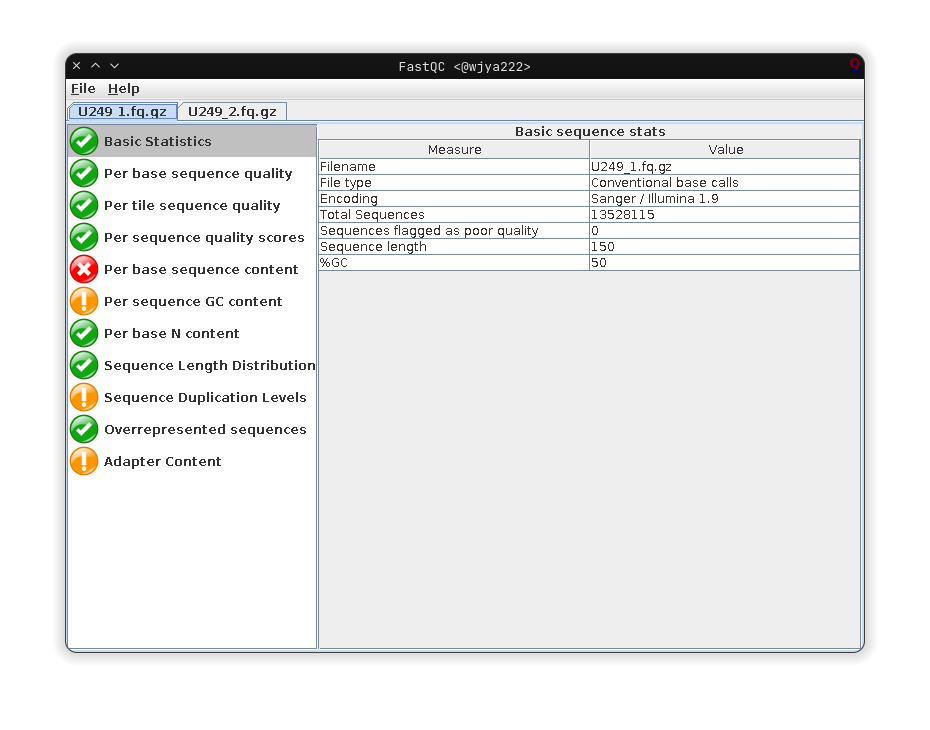 FastQC <@wjya222>
File Help
U249_1.fq.gz U249_2.fq.gz
Basic Statistics
Per base sequence quality
Per tile sequence quality
Per sequence quality scores
Per base sequence content
Per sequence GC content
Per base N content
Sequence Length Distribution
Sequence Duplication Levels
Overrepresented sequences
Adapter Content
Basic sequence stats
Measure Value
Filename U249_1.fq.gz
File type Conventional base calls
Encoding Sanger / Illumina 1.9
Total Sequences 13528115
Sequences flagged as poor quality 0
Sequence length 150
%GC 50